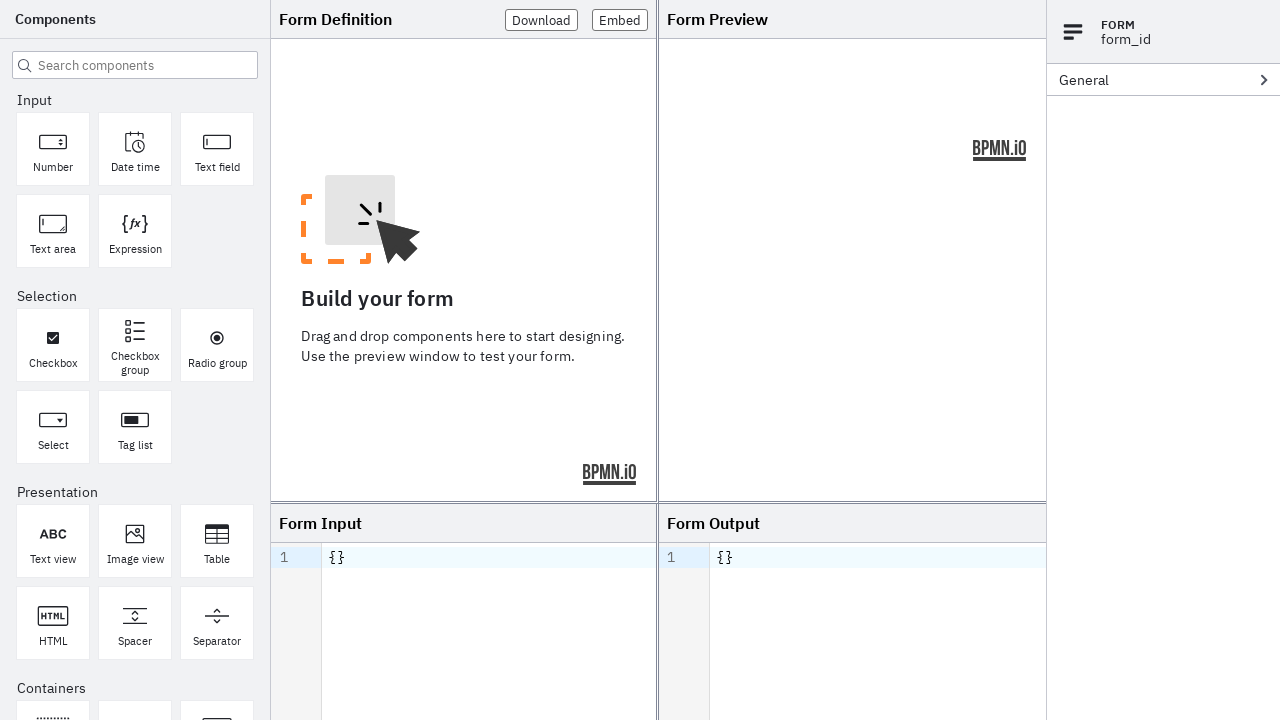 Components
Search components
Input
Number
Date time
Text field
Text area
{fx}
Expression
Selection
Checkbox
Checkbox
group
Radio group
Select
Tag list
Presentation
ABC
Text view
Image view
Table
HTML
HTML
Spacer
Separator
Containers
Form Definition
Download
Embed
Build your form
Drag and drop components here to start designing.
Use the preview window to test your form.
BPMN.iO
Form Preview
BPMN.iO
Form Input
1
{}
Form Output
1
{}
FORM
form_id
General